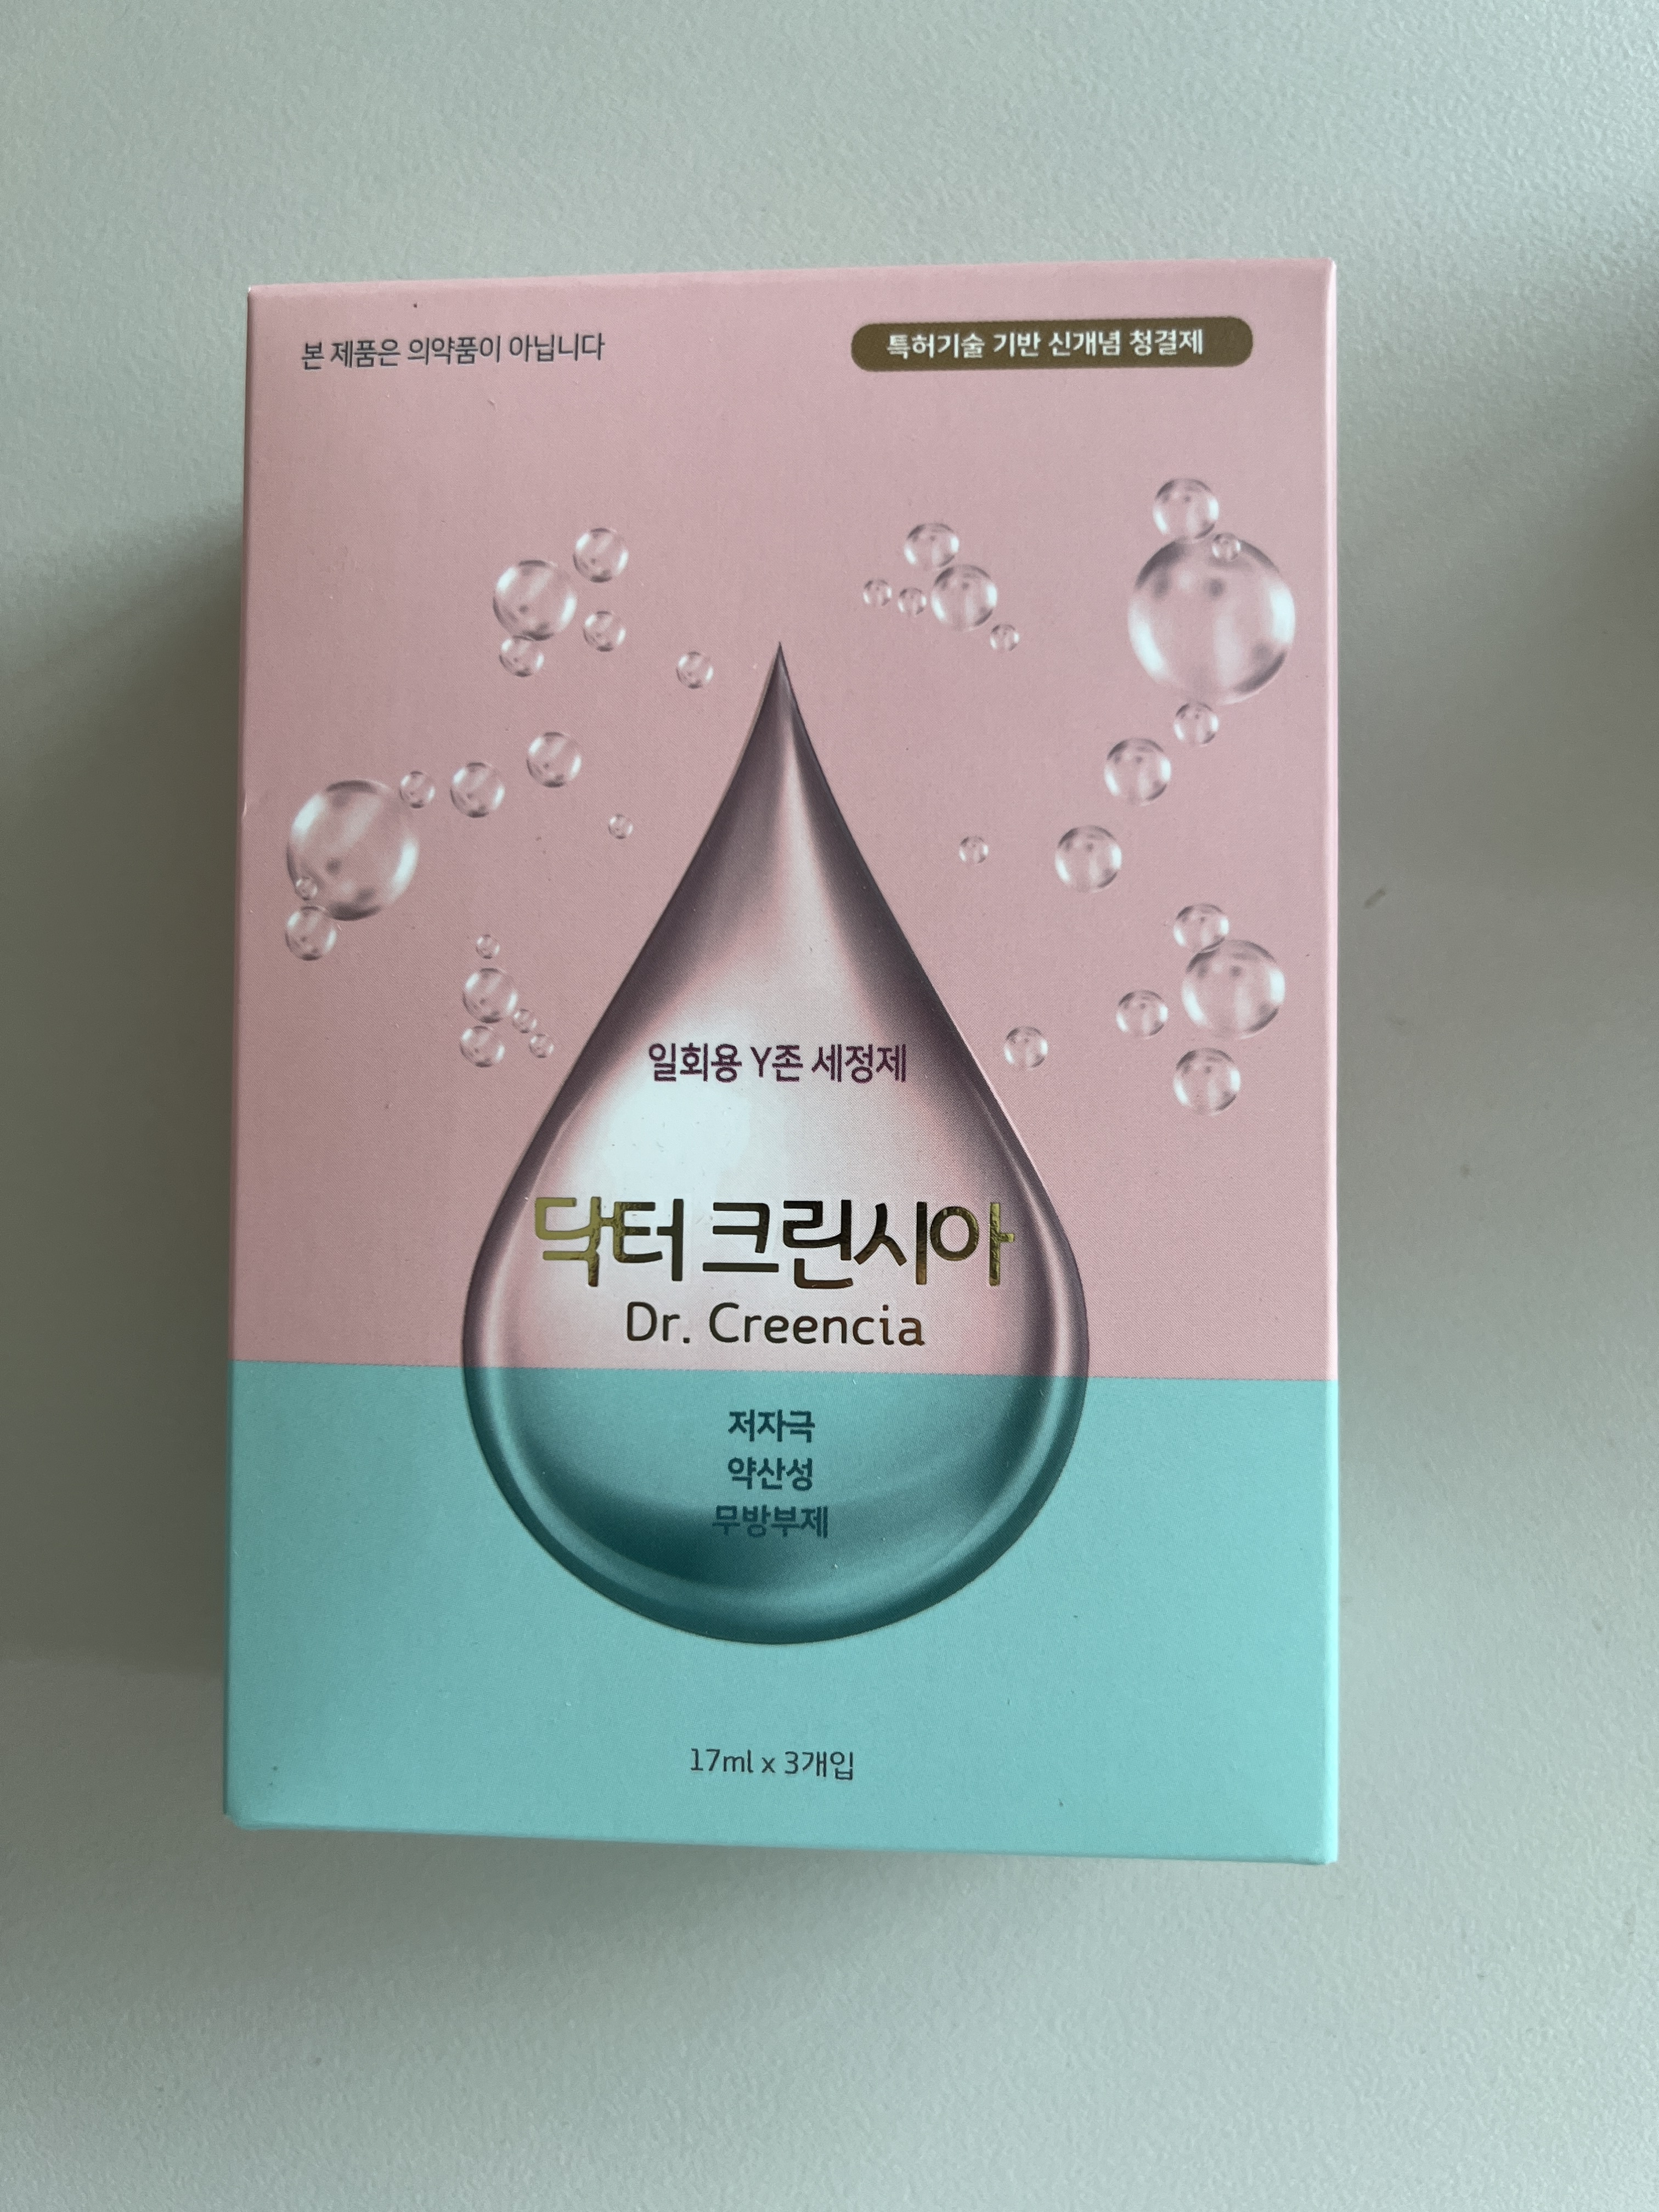 본 제품은 의약품이 아닙니다
특허기술 기반 신개념 청결제
일회용 Y존 세정제
닥터 크린시아
Dr. Creencia
저자극
약산성
무방부제
17ml x 3개입